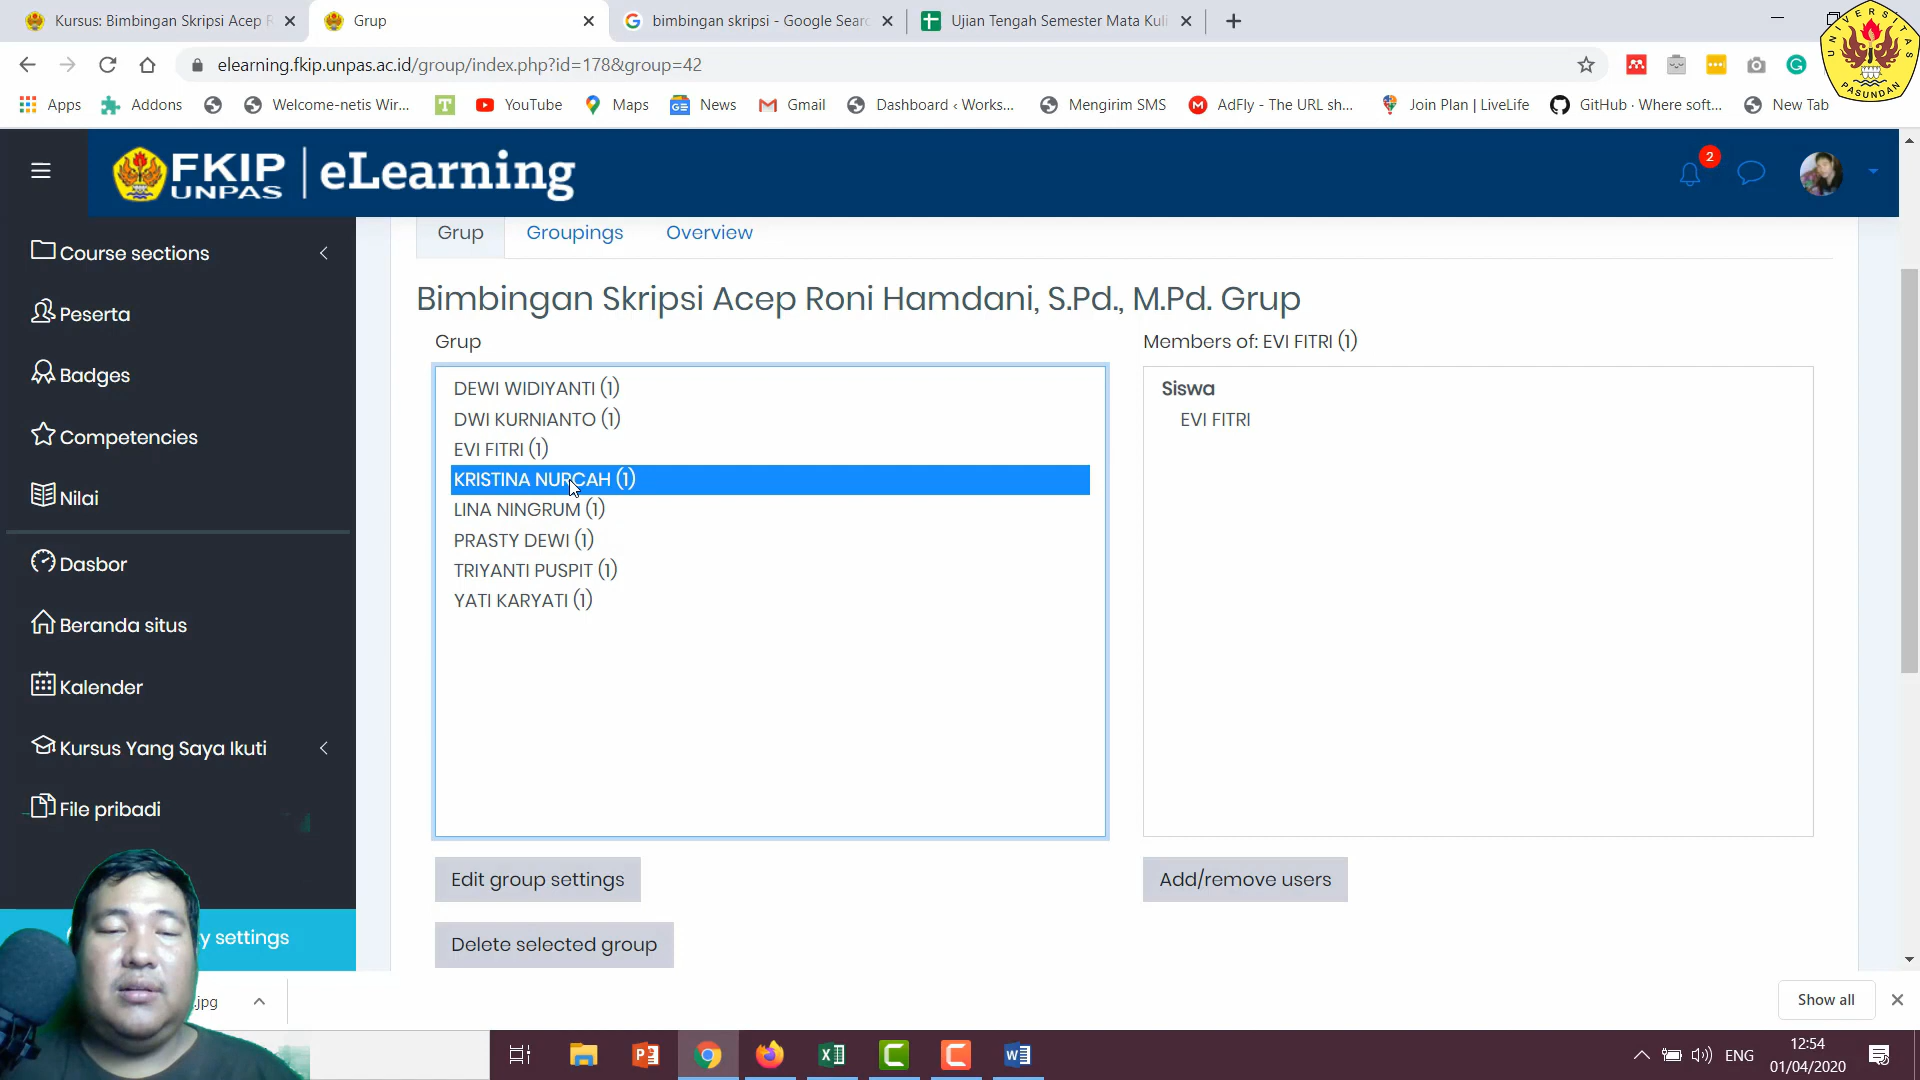 Kursus: Bimbingan Skripsi Acep R
Grup
bimbingan skripsi - Google Searc
Ujian Tengah Semester Mata Kuli
UNIVERSITAS PASUNDAN
elearning.fkip.unpas.ac.id/group/index.php?id=178&group=42
Apps
Addons
Welcome-netis Wir...
YouTube
Maps
News
Gmail
Dashboard ‹ Works...
Mengirim SMS
AdFly - The URL sh...
Join Plan | LiveLife
GitHub · Where soft...
New Tab
FKIP UNPAS | eLearning
2
Course sections
Peserta
Badges
Competencies
Nilai
Dasbor
Beranda situs
Kalender
Kursus Yang Saya Ikuti
File pribadi
y settings
Grup
Groupings
Overview
Bimbingan Skripsi Acep Roni Hamdani, S.Pd., M.Pd. Grup
Grup
DEWI WIDIYANTI (1)
DWI KURNIANTO (1)
EVI FITRI (1)
KRISTINA NURCAH (1)
LINA NINGRUM (1)
PRASTY DEWI (1)
TRIYANTI PUSPIT (1)
YATI KARYATI (1)
Members of: EVI FITRI (1)
Siswa
EVI FITRI
Edit group settings
Add/remove users
Delete selected group
.jpg
Show all
ENG
12:54
01/04/2020